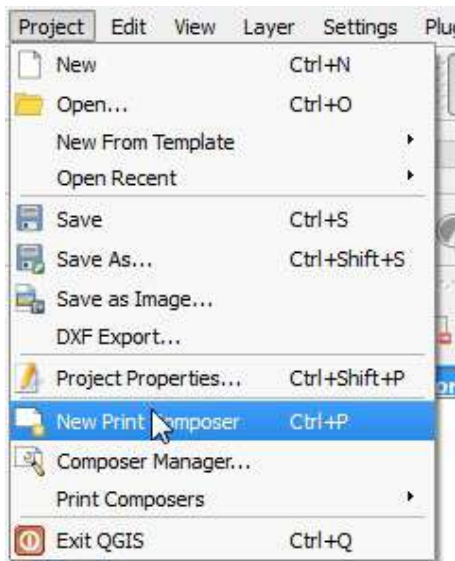 Project Edit View Layer Settings
New Ctrl+N
Open... Ctrl+O
New From Template
Open Recent
Save Ctrl+S
Save As... Ctrl+Shift+S
Save as Image...
DXF Export...
Project Properties... Ctrl+Shift+P
New Print Composer Ctrl+P
Composer Manager...
Print Composers
Exit QGIS Ctrl+Q